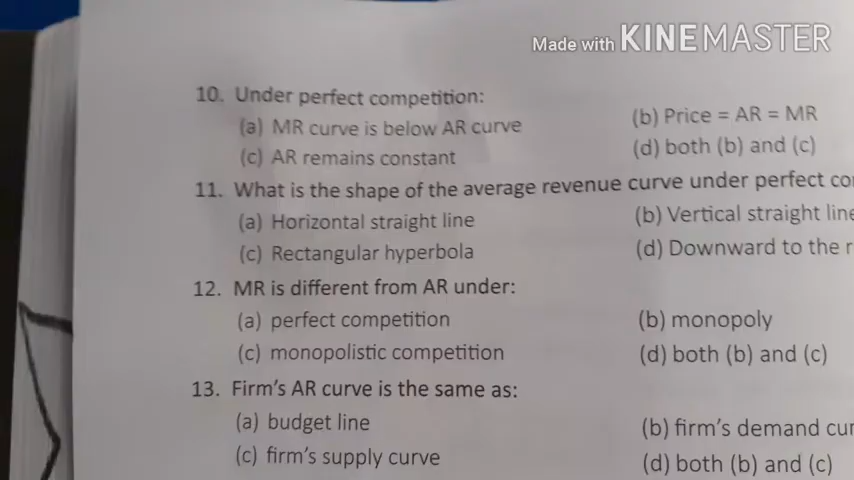 Made with KINEMASTER
10. Under perfect competition:
(a) MR curve is below AR curve (b) Price = AR = MR
(c) AR remains constant (d) both (b) and (c)
11. What is the shape of the average revenue curve under perfect
(a) Horizontal straight line (b) Vertical straight line
(c) Rectangular hyperbola (d) Downward to the
12. MR is different from AR under:
(a) perfect competition (b) monopoly
(c) monopolistic competition (d) both (b) and (c)
13. Firm's AR curve is the same as:
(a) budget line (b) firm's demand
(c) firm's supply curve (d) both (b) and (c)